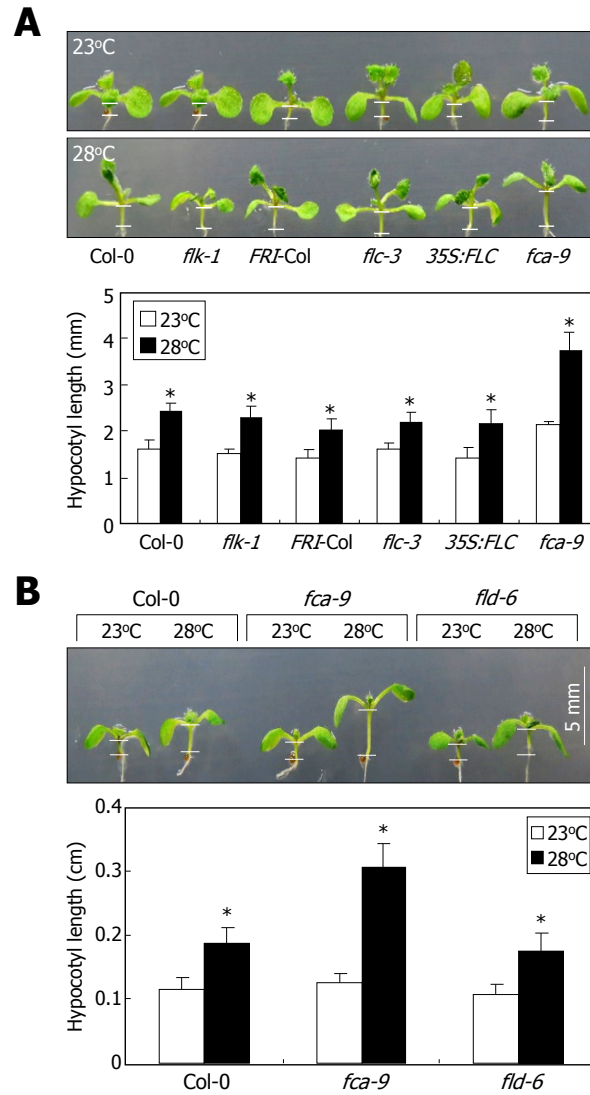 A
23°C
28°C
Col-0 flk-1 FRI-Col flc-3 35S:FLC fca-9
Hypocotyl length (mm)
5
4
3
2
1
0
23°C
28°C
* * * * * *
Col-0 flk-1 FRI-Col flc-3 35S:FLC fca-9
B
Col-0 fca-9 fld-6
23°C 28°C 23°C 28°C 23°C 28°C
5 mm
Hypocotyl length (cm)
0.4
0.3
0.2
0.1
0
23°C
28°C
* * *
Col-0 fca-9 fld-6